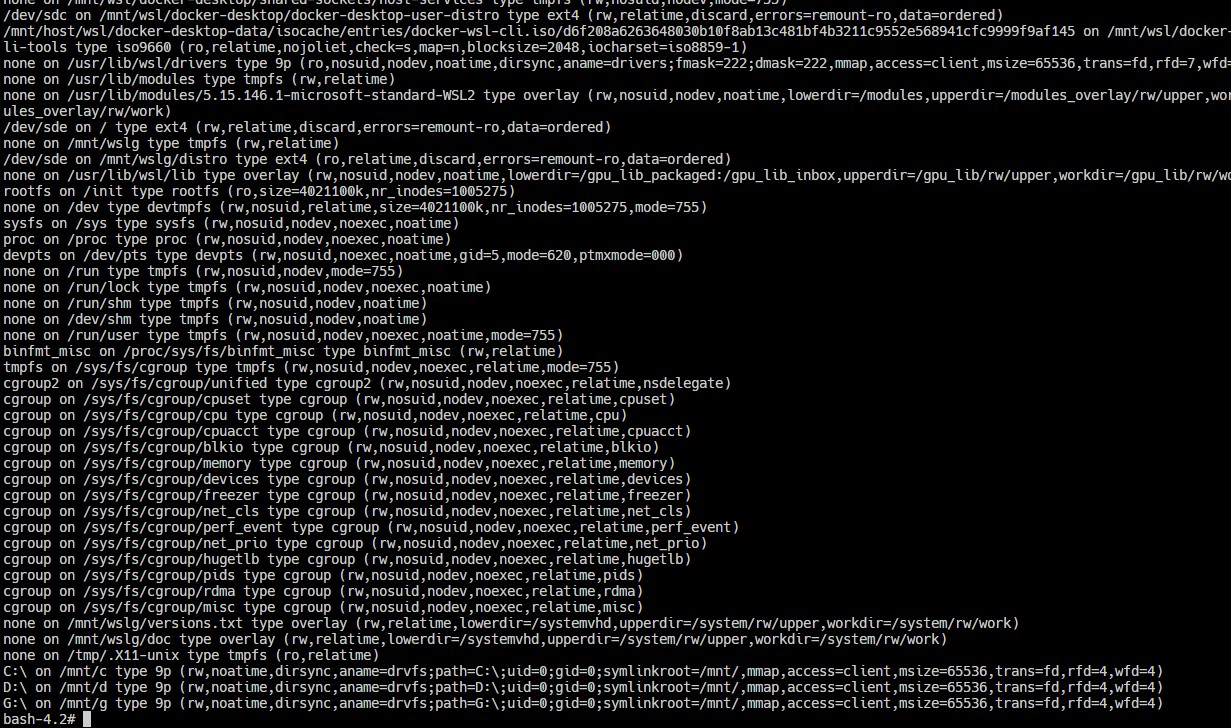 none on /mnt/wsl/docker-desktop/shared-sockets/host-services type tmpfs (rw,nosuid,nodev,mode=755)
/dev/sdc on /mnt/wsl/docker-desktop/docker-desktop-user-distro type ext4 (rw,relatime,discard,errors=remount-ro,data=ordered)
/mnt/host/wsl/docker-desktop-data/isocache/entries/docker-wsl-cli.iso/d6f208a6263648030b10f8ab13c481bf4b3211c9552e568941cfc9999f9af145 on /mnt/wsl/docker-
li-tools type iso9660 (ro,relatime,nojoliet,check=s,map=n,blocksize=2048,iocharset=iso8859-1)
none on /usr/lib/wsl/drivers type 9p (ro,nosuid,nodev,noatime,dirsync,aname=drivers;fmask=222;dmask=222,mmap,access=client,msize=65536,trans=fd,rfd=7,wfd=
none on /usr/lib/modules type tmpfs (rw,relatime)
none on /usr/lib/modules/5.15.146.1-microsoft-standard-WSL2 type overlay (rw,nosuid,nodev,noatime,lowerdir=/modules,upperdir=/modules_overlay/rw/upper,wor
ules_overlay/rw/work)
/dev/sde on / type ext4 (rw,relatime,discard,errors=remount-ro,data=ordered)
none on /mnt/wslg type tmpfs (rw,relatime)
/dev/sde on /mnt/wslg/distro type ext4 (ro,relatime,discard,errors=remount-ro,data=ordered)
none on /usr/lib/wsl/lib type overlay (rw,nosuid,nodev,noatime,lowerdir=/gpu_lib_packaged:/gpu_lib_inbox,upperdir=/gpu_lib/rw/upper,workdir=/gpu_lib/rw/wo
rootfs on /init type rootfs (ro,size=4021100k,nr_inodes=1005275)
none on /dev type devtmpfs (rw,nosuid,relatime,size=4021100k,nr_inodes=1005275,mode=755)
sysfs on /sys type sysfs (rw,nosuid,nodev,noexec,noatime)
proc on /proc type proc (rw,nosuid,nodev,noexec,noatime)
devpts on /dev/pts type devpts (rw,nosuid,noexec,noatime,gid=5,mode=620,ptmxmode=000)
none on /run type tmpfs (rw,nosuid,nodev,mode=755)
none on /run/lock type tmpfs (rw,nosuid,nodev,noexec,noatime)
none on /run/shm type tmpfs (rw,nosuid,nodev,noatime)
none on /dev/shm type tmpfs (rw,nosuid,nodev,noatime)
none on /run/user type tmpfs (rw,nosuid,nodev,noexec,noatime,mode=755)
binfmt_misc on /proc/sys/fs/binfmt_misc type binfmt_misc (rw,relatime)
tmpfs on /sys/fs/cgroup type tmpfs (rw,nosuid,nodev,noexec,relatime,mode=755)
cgroup2 on /sys/fs/cgroup/unified type cgroup2 (rw,nosuid,nodev,noexec,relatime,nsdelegate)
cgroup on /sys/fs/cgroup/cpuset type cgroup (rw,nosuid,nodev,noexec,relatime,cpuset)
cgroup on /sys/fs/cgroup/cpu type cgroup (rw,nosuid,nodev,noexec,relatime,cpu)
cgroup on /sys/fs/cgroup/cpuacct type cgroup (rw,nosuid,nodev,noexec,relatime,cpuacct)
cgroup on /sys/fs/cgroup/blkio type cgroup (rw,nosuid,nodev,noexec,relatime,blkio)
cgroup on /sys/fs/cgroup/memory type cgroup (rw,nosuid,nodev,noexec,relatime,memory)
cgroup on /sys/fs/cgroup/devices type cgroup (rw,nosuid,nodev,noexec,relatime,devices)
cgroup on /sys/fs/cgroup/freezer type cgroup (rw,nosuid,nodev,noexec,relatime,freezer)
cgroup on /sys/fs/cgroup/net_cls type cgroup (rw,nosuid,nodev,noexec,relatime,net_cls)
cgroup on /sys/fs/cgroup/perf_event type cgroup (rw,nosuid,nodev,noexec,relatime,perf_event)
cgroup on /sys/fs/cgroup/net_prio type cgroup (rw,nosuid,nodev,noexec,relatime,net_prio)
cgroup on /sys/fs/cgroup/hugetlb type cgroup (rw,nosuid,nodev,noexec,relatime,hugetlb)
cgroup on /sys/fs/cgroup/pids type cgroup (rw,nosuid,nodev,noexec,relatime,pids)
cgroup on /sys/fs/cgroup/rdma type cgroup (rw,nosuid,nodev,noexec,relatime,rdma)
cgroup on /sys/fs/cgroup/misc type cgroup (rw,nosuid,nodev,noexec,relatime,misc)
none on /mnt/wslg/versions.txt type overlay (rw,relatime,lowerdir=/systemvhd,upperdir=/system/rw/upper,workdir=/system/rw/work)
none on /mnt/wslg/doc type overlay (rw,relatime,lowerdir=/systemvhd,upperdir=/system/rw/upper,workdir=/system/rw/work)
none on /tmp/.X11-unix type tmpfs (ro,relatime)
C:\ on /mnt/c type 9p (rw,noatime,dirsync,aname=drvfs;path=C:\;uid=0;gid=0;symlinkroot=/mnt/,mmap,access=client,msize=65536,trans=fd,rfd=4,wfd=4)
D:\ on /mnt/d type 9p (rw,noatime,dirsync,aname=drvfs;path=D:\;uid=0;gid=0;symlinkroot=/mnt/,mmap,access=client,msize=65536,trans=fd,rfd=4,wfd=4)
G:\ on /mnt/g type 9p (rw,noatime,dirsync,aname=drvfs;path=G:\;uid=0;gid=0;symlinkroot=/mnt/,mmap,access=client,msize=65536,trans=fd,rfd=4,wfd=4)
bash-4.2#